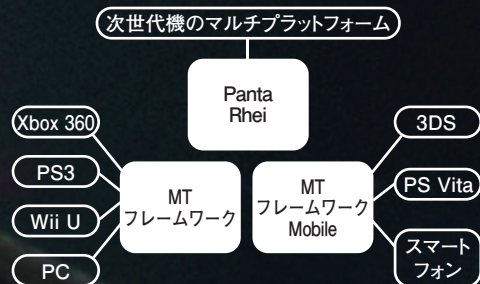 次世代機のマルチプラットフォーム
Panta
Rhei
Xbox 360
PS3
Wii U
PC
MT
フレームワーク
MT
フレームワーク
Mobile
3DS
PS Vita
スマート
フォン